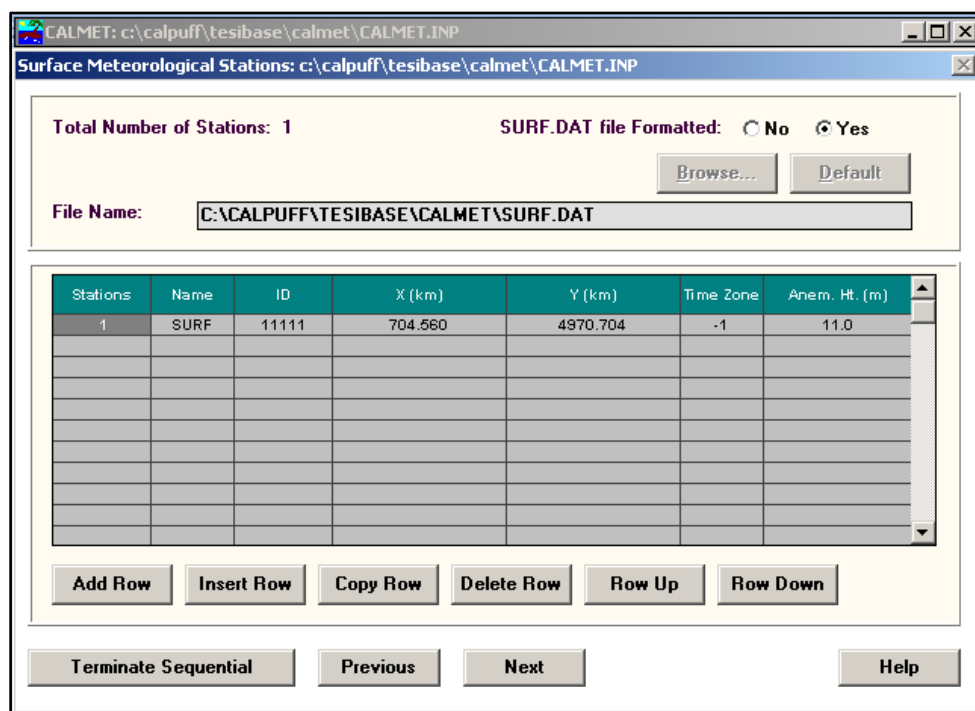 CALMET: c:\calpuff\tesibase\calmet\CALMET.INP
Surface Meteorological Stations: c:\calpuff\tesibase\calmet\CALMET.INP
Total Number of Stations: 1 SURF.DAT file Formatted: No Yes
Browse... Default
File Name: C:\CALPUFF\TESIBASE\CALMET\SURF.DAT
Stations Name ID X (km) Y (km) Time Zone Anem. Ht. (m)
1 SURF 11111 704.560 4970.704 -1 11.0
Add Row Insert Row Copy Row Delete Row Row Up Row Down
Terminate Sequential Previous Next Help